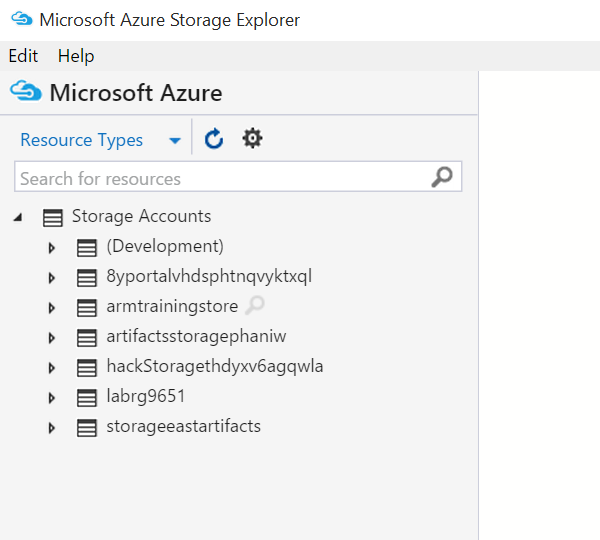 Microsoft Azure Storage Explorer
Edit Help
Microsoft Azure
Resource Types
Search for resources
Storage Accounts
(Development)
8yportalvhdsphtnqvyktxql
armtrainingstore
artifactsstoragephaniw
hackStoragethdyxv6agqwla
labrg9651
storageeastartifacts